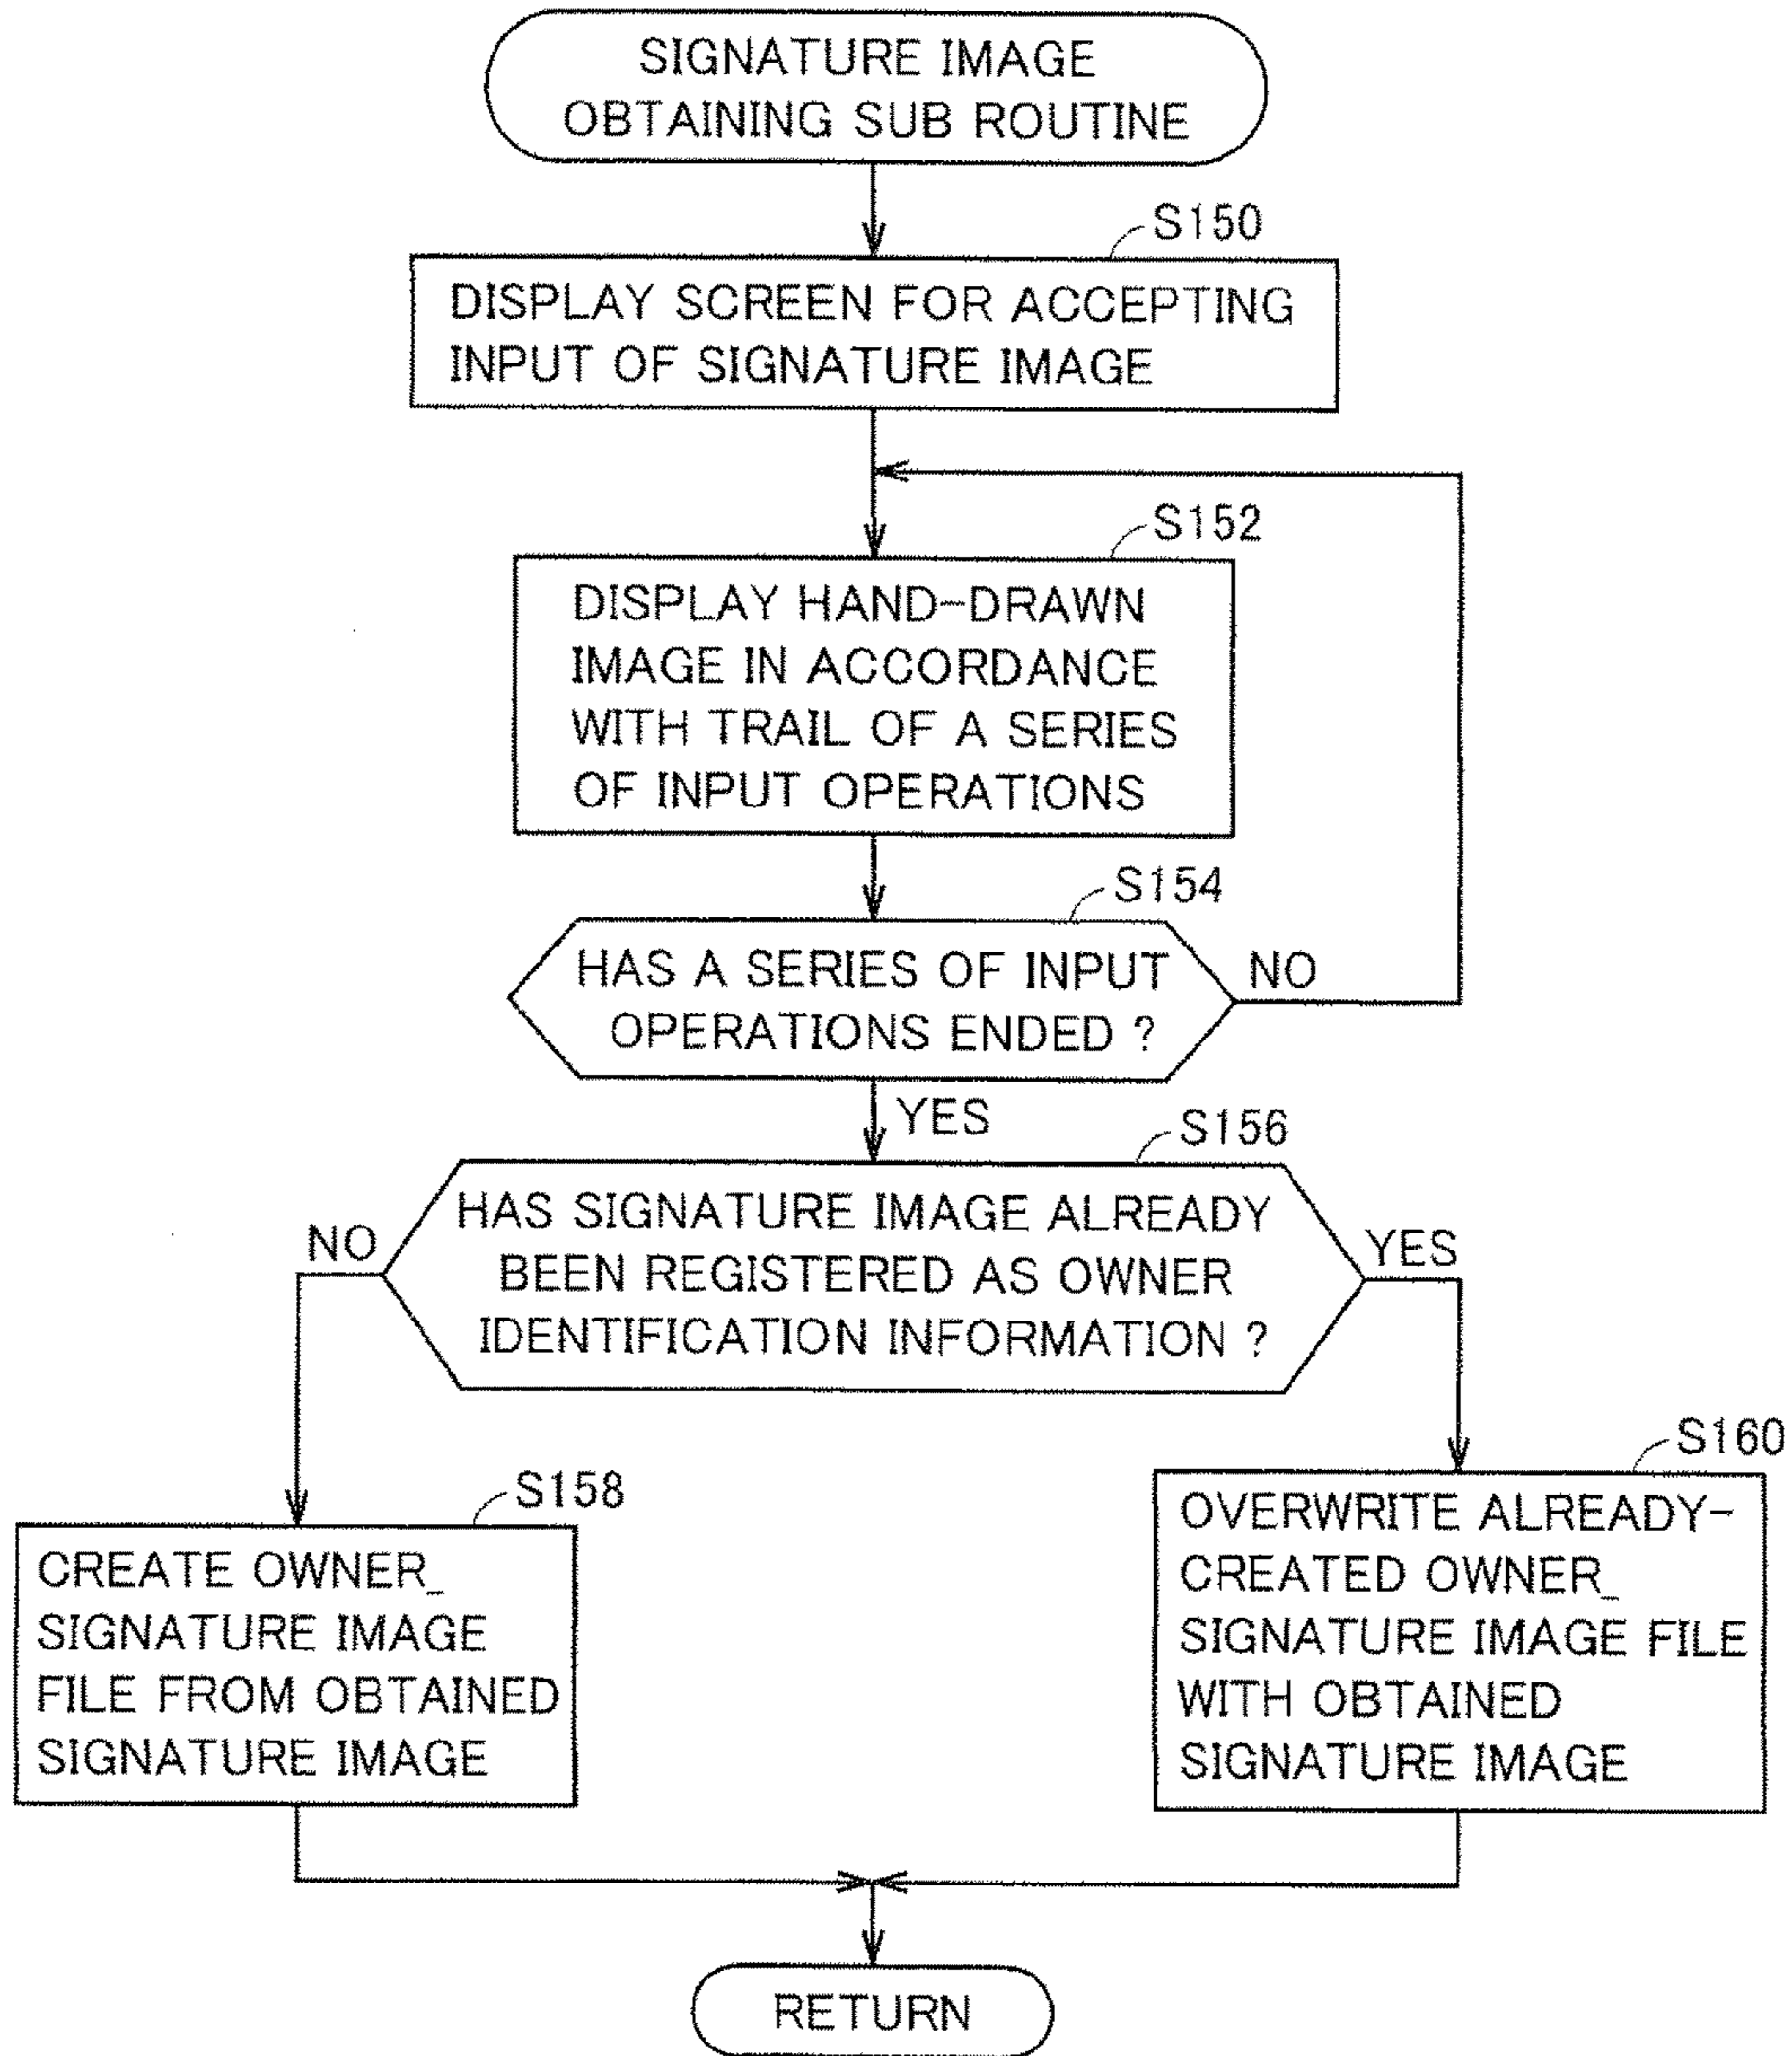 SIGNATURE IMAGE
OBTAINING SUB ROUTINE
S150
DISPLAY SCREEN FOR ACCEPTING
INPUT OF SIGNATURE IMAGE
S152
DISPLAY HAND-DRAWN
IMAGE IN ACCORDANCE
WITH TRAIL OF A SERIES
OF INPUT OPERATIONS
S154
HAS A SERIES OF INPUT
OPERATIONS ENDED ?
NO
YES
S156
HAS SIGNATURE IMAGE ALREADY
BEEN REGISTERED AS OWNER
IDENTIFICATION INFORMATION ?
NO
YES
S158
CREATE OWNER_
SIGNATURE IMAGE
FILE FROM OBTAINED
SIGNATURE IMAGE
S160
OVERWRITE ALREADY-
CREATED OWNER_
SIGNATURE IMAGE FILE
WITH OBTAINED
SIGNATURE IMAGE
RETURN